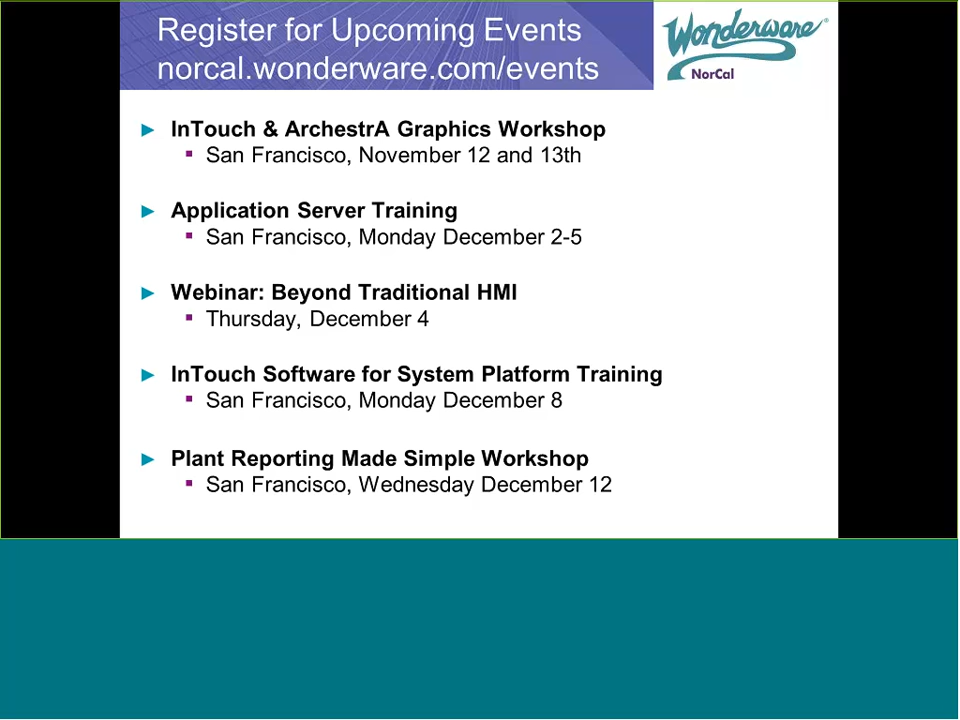 Register for Upcoming Events
norcal.wonderware.com/events
Wonderware®
NorCal
► InTouch & ArchestrA Graphics Workshop
▪ San Francisco, November 12 and 13th
► Application Server Training
▪ San Francisco, Monday December 2-5
► Webinar: Beyond Traditional HMI
▪ Thursday, December 4
► InTouch Software for System Platform Training
▪ San Francisco, Monday December 8
► Plant Reporting Made Simple Workshop
▪ San Francisco, Wednesday December 12